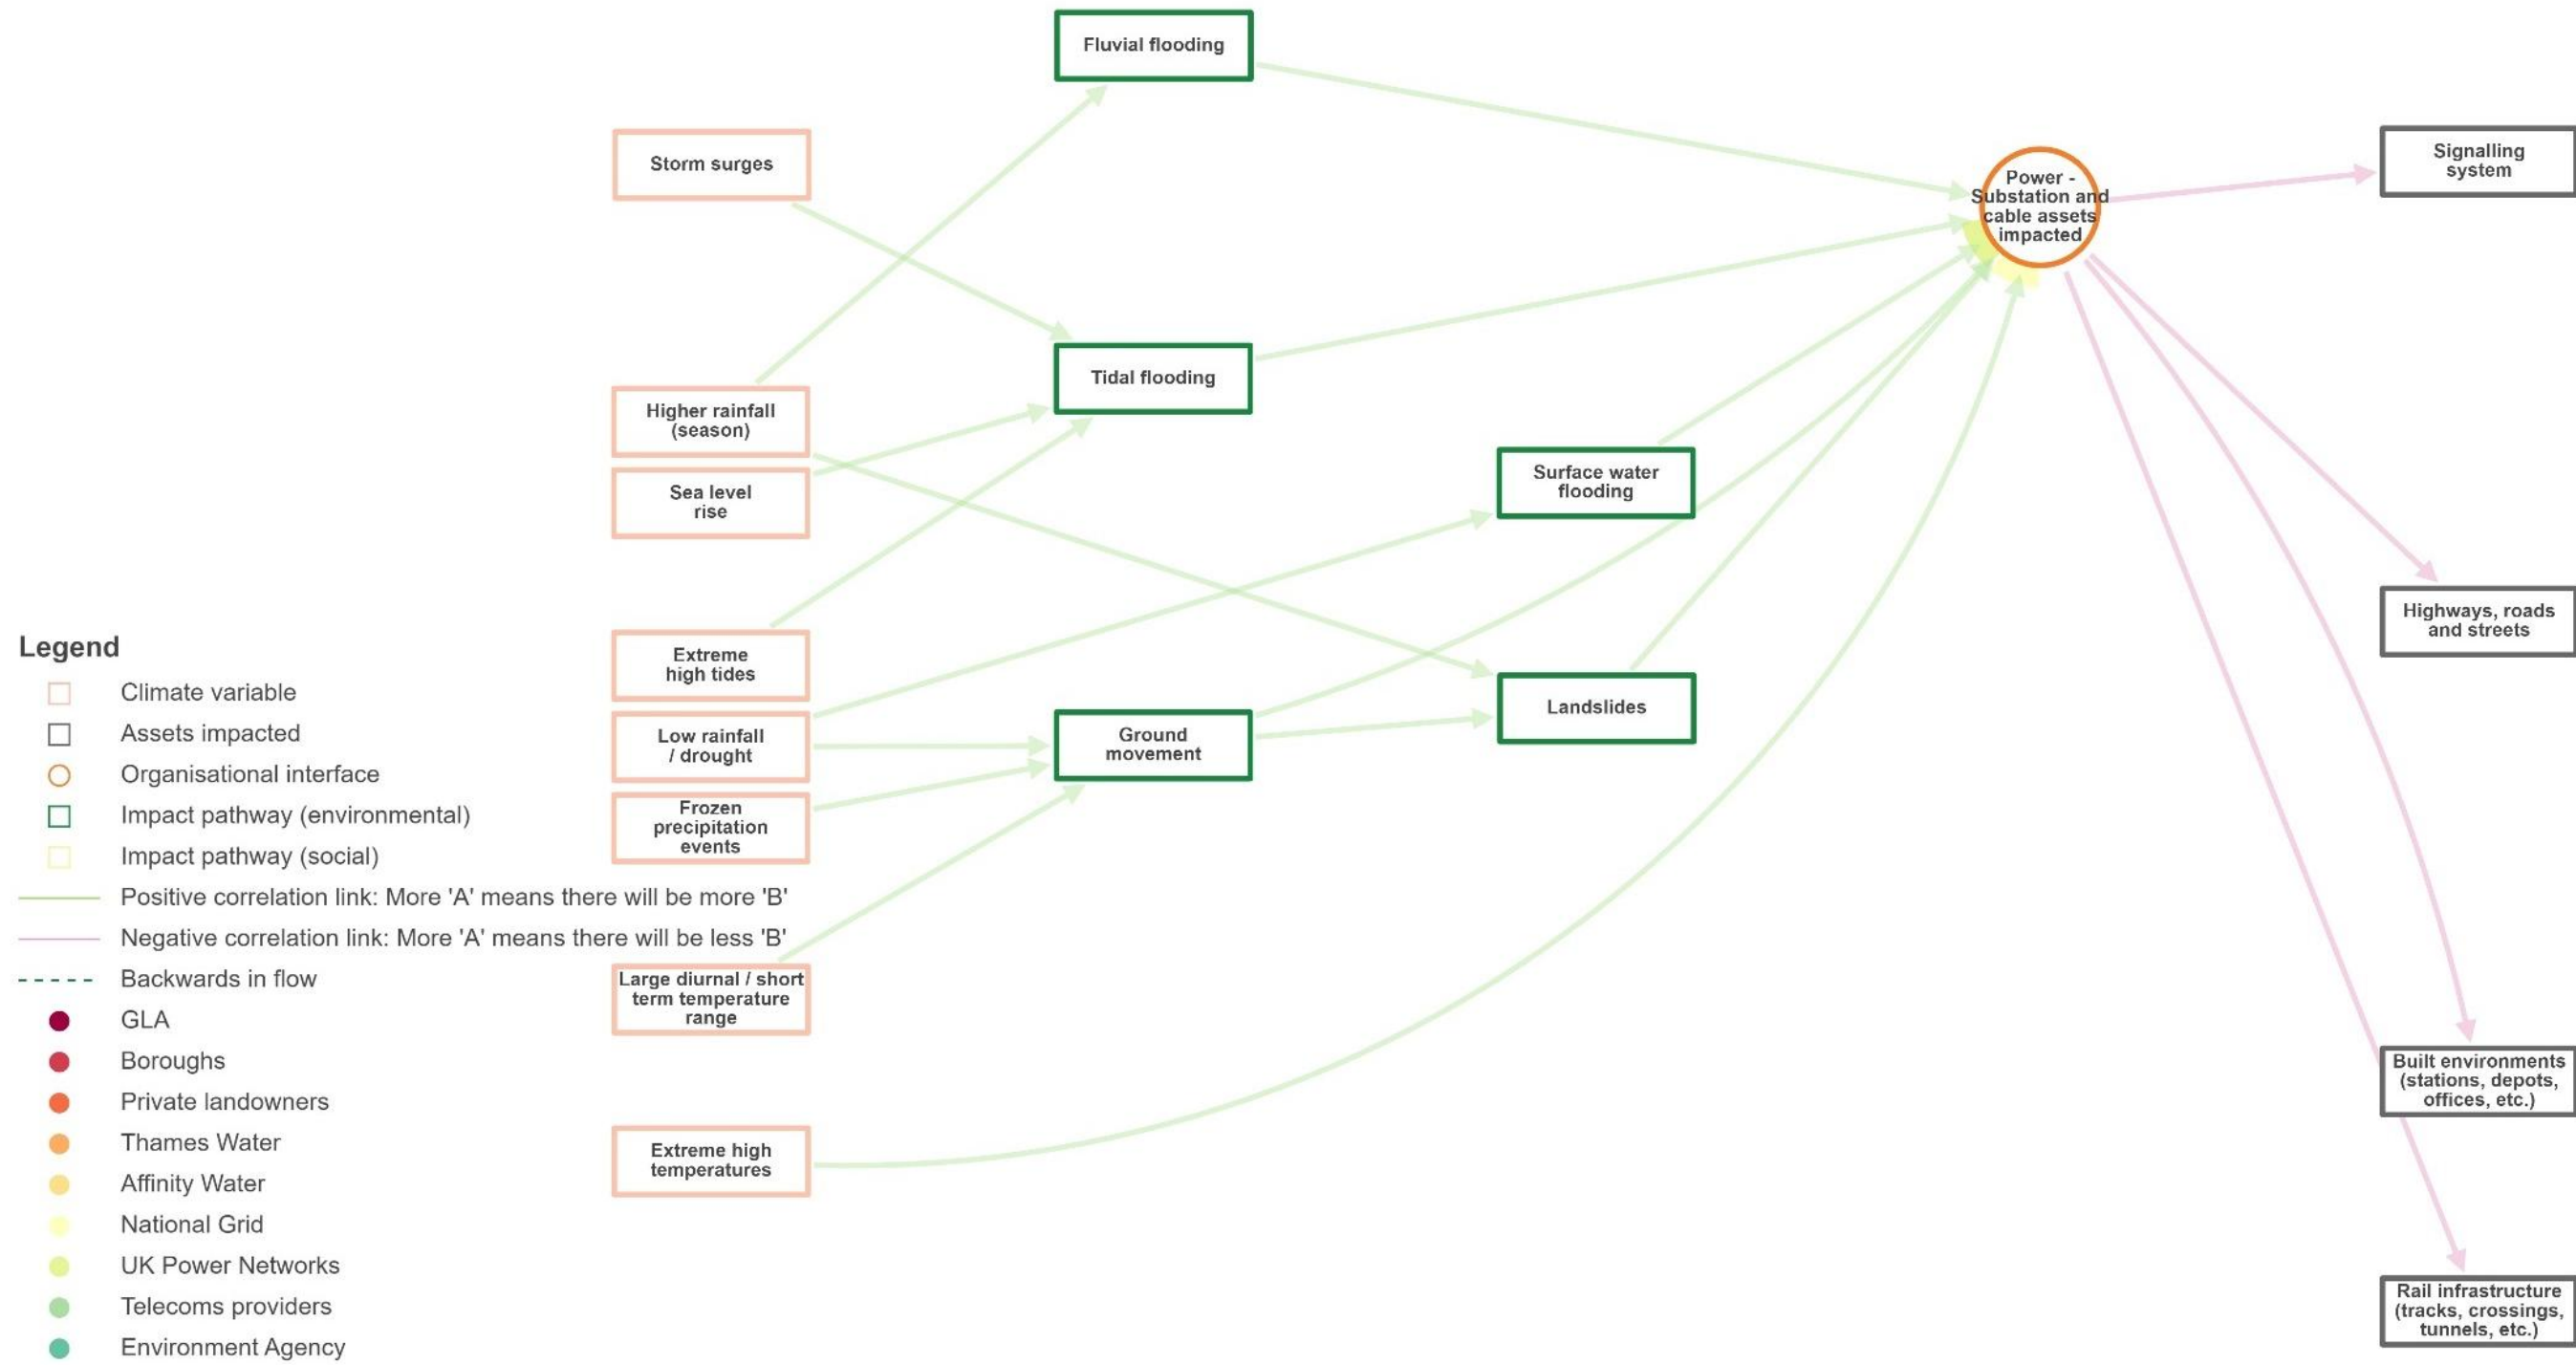 Fluvial flooding
Storm surges
Signalling
system
Power -
Substation and
cable assets
impacted
Tidal flooding
Higher rainfall
(season)
Sea level
rise
Surface water
flooding
Highways, roads
and streets
Extreme
high tides
Low rainfall
/ drought
Ground
movement
Landslides
Frozen
precipitation
events
Large diurnal / short
term temperature
range
Extreme high
temperatures
Built environments
(stations, depots,
offices, etc.)
Rail infrastructure
(tracks, crossings,
tunnels, etc.)
Legend
Climate variable
Assets impacted
Organisational interface
Impact pathway (environmental)
Impact pathway (social)
Positive correlation link: More 'A' means there will be more 'B'
Negative correlation link: More 'A' means there will be less 'B'
Backwards in flow
GLA
Boroughs
Private landowners
Thames Water
Affinity Water
National Grid
UK Power Networks
Telecoms providers
Environment Agency